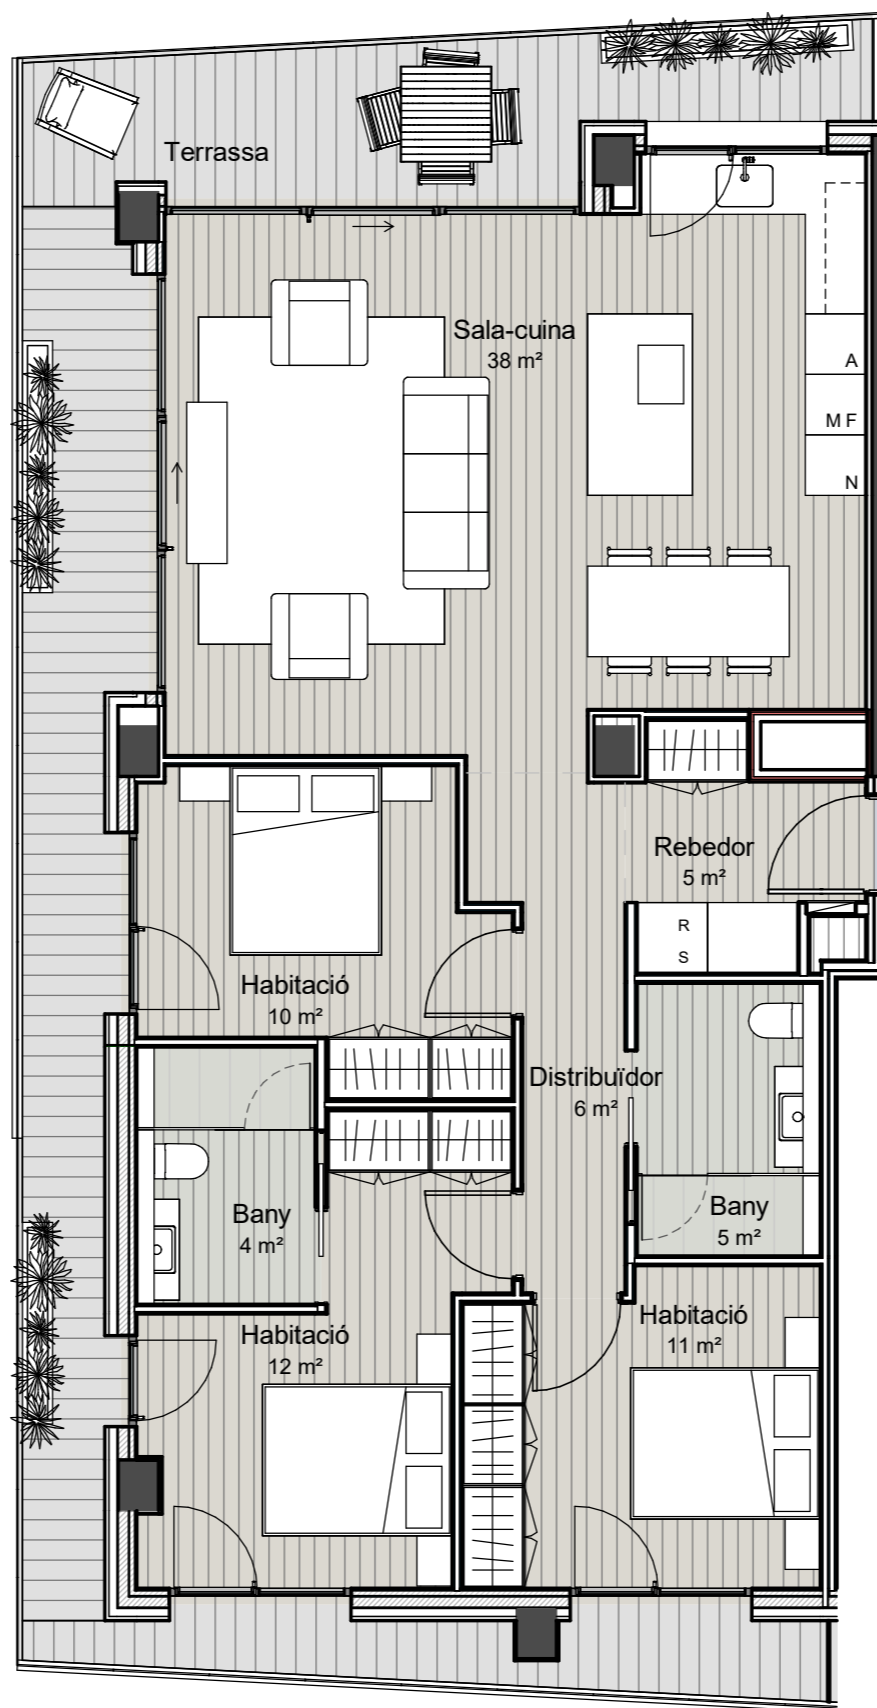 Terrassa
Sala-cuina
38 m²
A
M F
N
Rebedor
5 m²
R
S
Habitació
10 m²
Distribuïdor
6 m²
Bany
4 m²
Bany
5 m²
Habitació
12 m²
Habitació
11 m²